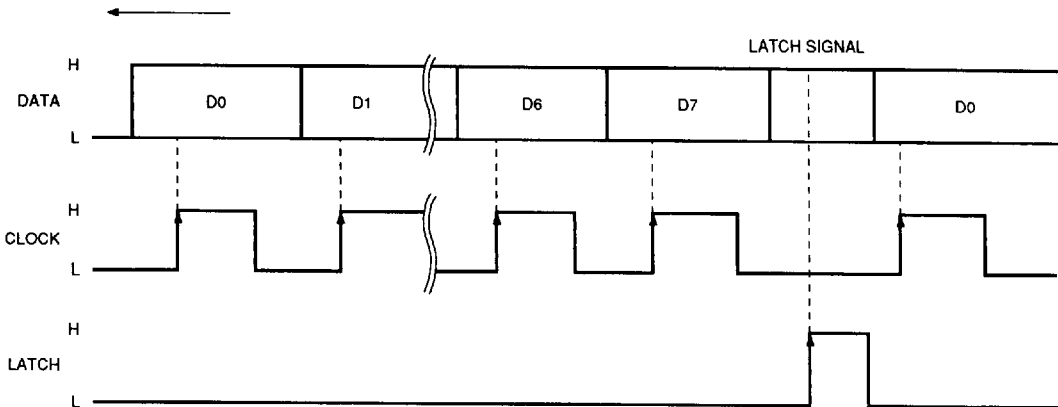 LATCH SIGNAL
H
DATA
D0
D1
D6
D7
D0
L
H
CLOCK
L
H
LATCH
L